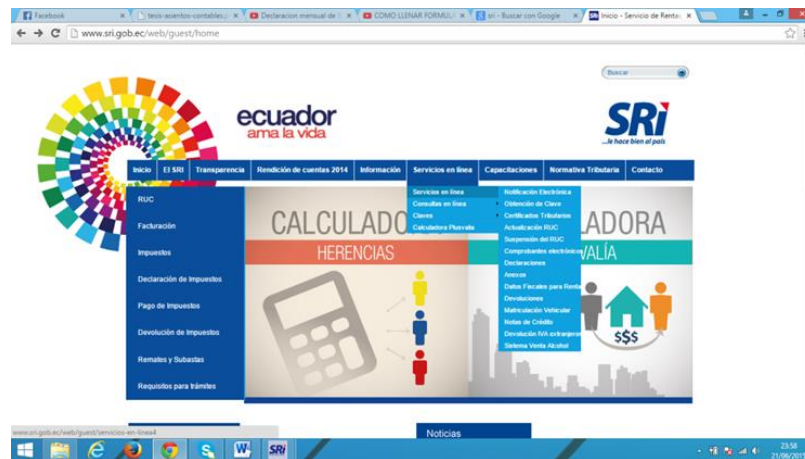 Facebook
tesis-asientos-contables
Declaracion mensual de
COMO LLENAR FORMUL
sri - Buscar con Google
Inicio - Servicio de Rentas
www.sri.gob.ec/web/guest/home
Buscar
ecuador
ama la vida
SRi
...le hace bien al país
Inicio El SRI Transparencia Rendición de cuentas 2014 Información Servicios en línea Capacitaciones Normativa Tributaria Contacto
RUC
Facturación
Impuestos
Declaración de Impuestos
Pago de Impuestos
Devolución de Impuestos
Remates y Subastas
Requisitos para trámites
Servicios en línea
Consultas en línea
Claves
Calculadora Plusvalía
Notificación Electrónica
Obtención de Clave
Certificados Tributarios
Actualización RUC
Suspensión del RUC
Comprobantes electrónicos
Declaraciones
Anexos
Datos Fiscales para Renta
Devoluciones
Matriculación Vehicular
Notas de Crédito
Devolución IVA extranjeros
Sistema Venta Alcohol
CALCULADO
HERENCIAS
ADORA
VALÍA
$$$
Noticias
www.sri.gob.ec/web/guest/servicios-en-linea4
SRi
23:58
21/06/2015